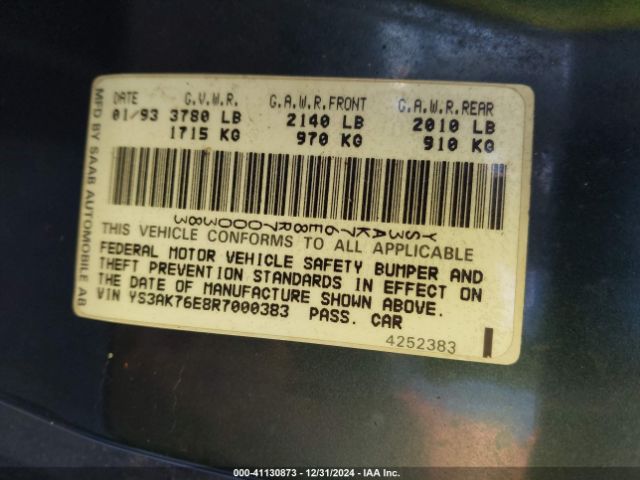 MFD BY SAAB AUTOMOBILE AB
DATE G.V.W.R. G.A.W.R.FRONT G.A.W.R.REAR
01/93 3780 LB 2140 LB 2010 LB
1715 KG 970 KG 910 KG
YS3AK76E8R7000383
THIS VEHICLE CONFORMS TO ALL APPLICABLE
FEDERAL MOTOR VEHICLE SAFETY BUMPER AND
THEFT PREVENTION STANDARDS IN EFFECT ON
THE DATE OF MANUFACTURE SHOWN ABOVE.
VIN YS3AK76E8R7000383 PASS. CAR
4252383
000-41130873 • 12/31/2024 • IAA Inc.